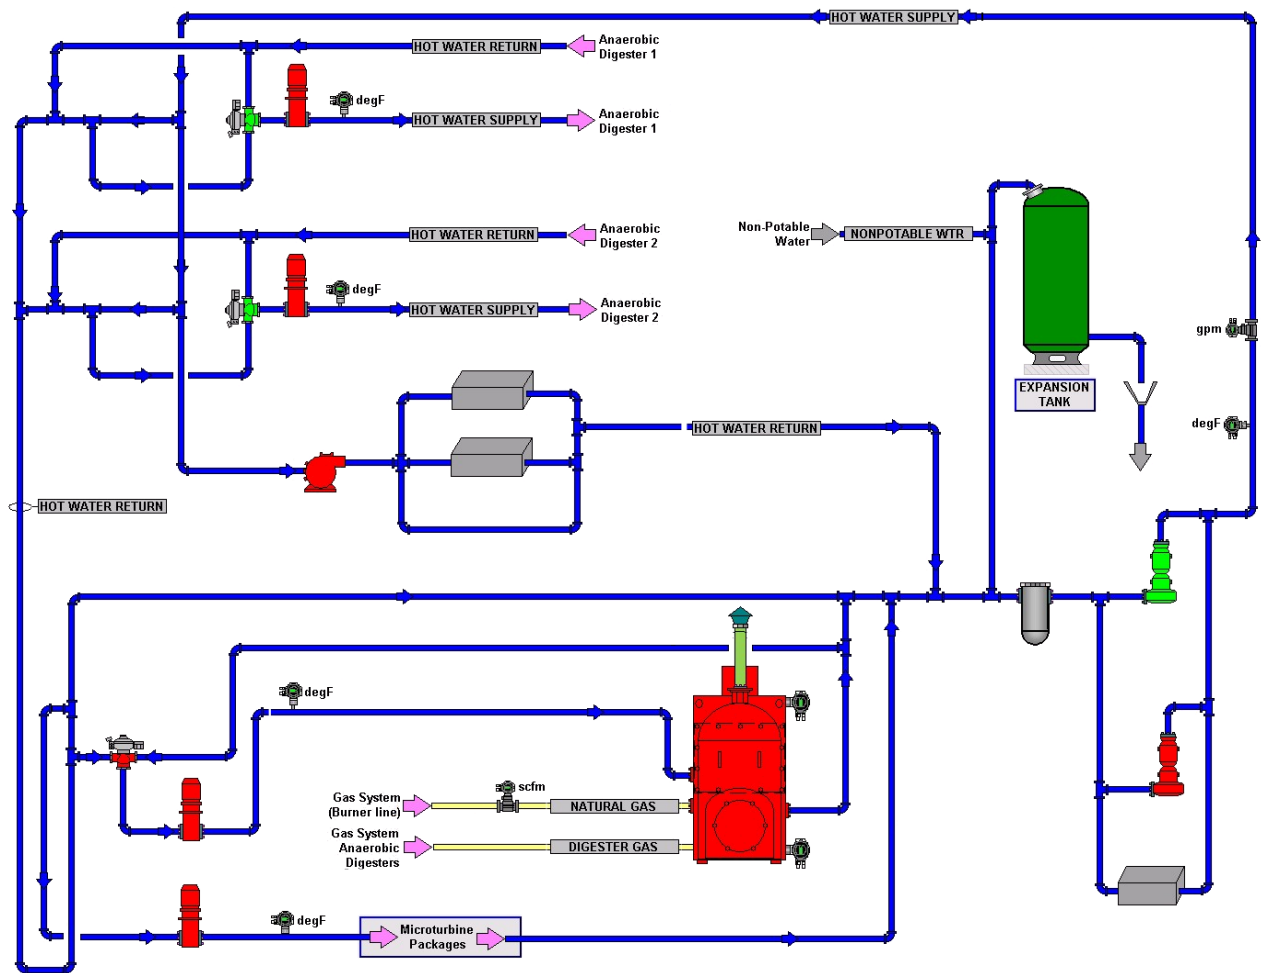 HOT WATER SUPPLY
HOT WATER RETURN
Anaerobic
Digester 1
degF
HOT WATER SUPPLY
Anaerobic
Digester 1
HOT WATER RETURN
Anaerobic
Digester 2
Non-Potable
Water
NONPOTABLE WTR
degF
HOT WATER SUPPLY
Anaerobic
Digester 2
gpm
EXPANSION
TANK
degF
HOT WATER RETURN
HOT WATER RETURN
degF
scfm
Gas System
(Burner line)
NATURAL GAS
Gas System
Anaerobic
Digesters
DIGESTER GAS
degF
Microturbine
Packages